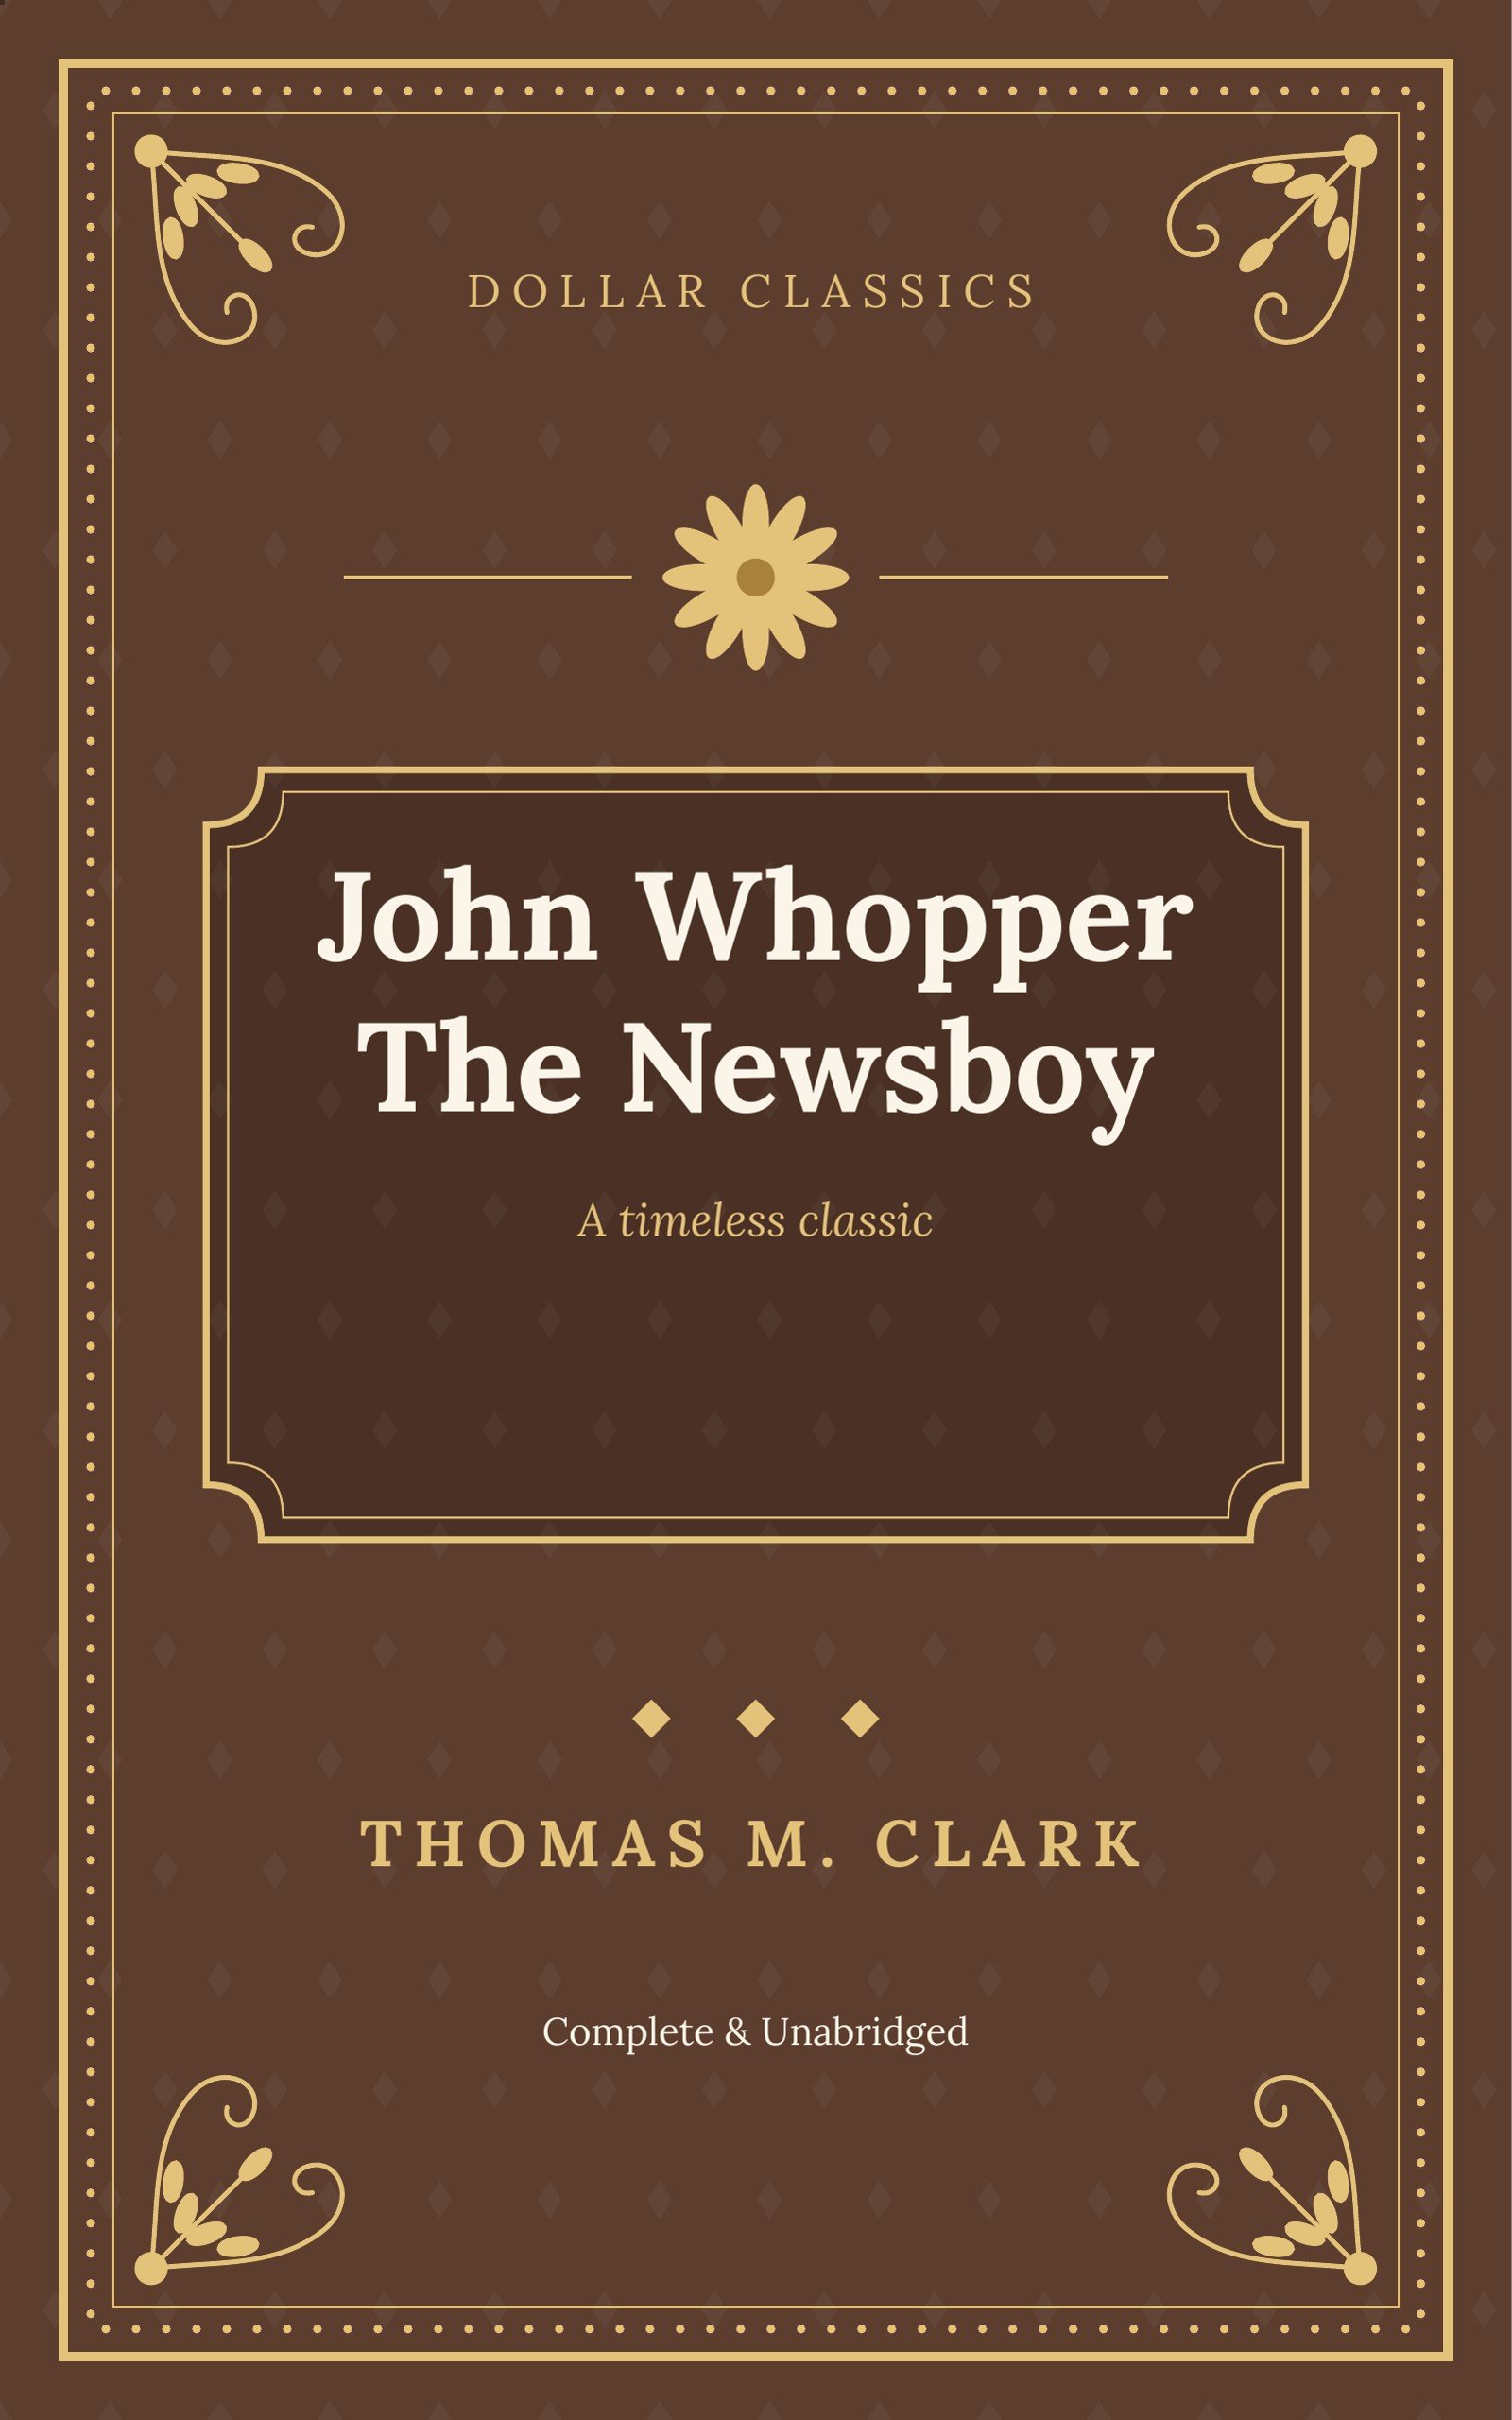 DOLLAR CLASSICS
John Whopper
The Newsboy
A timeless classic
THOMAS M. CLARK
Complete & Unabridged